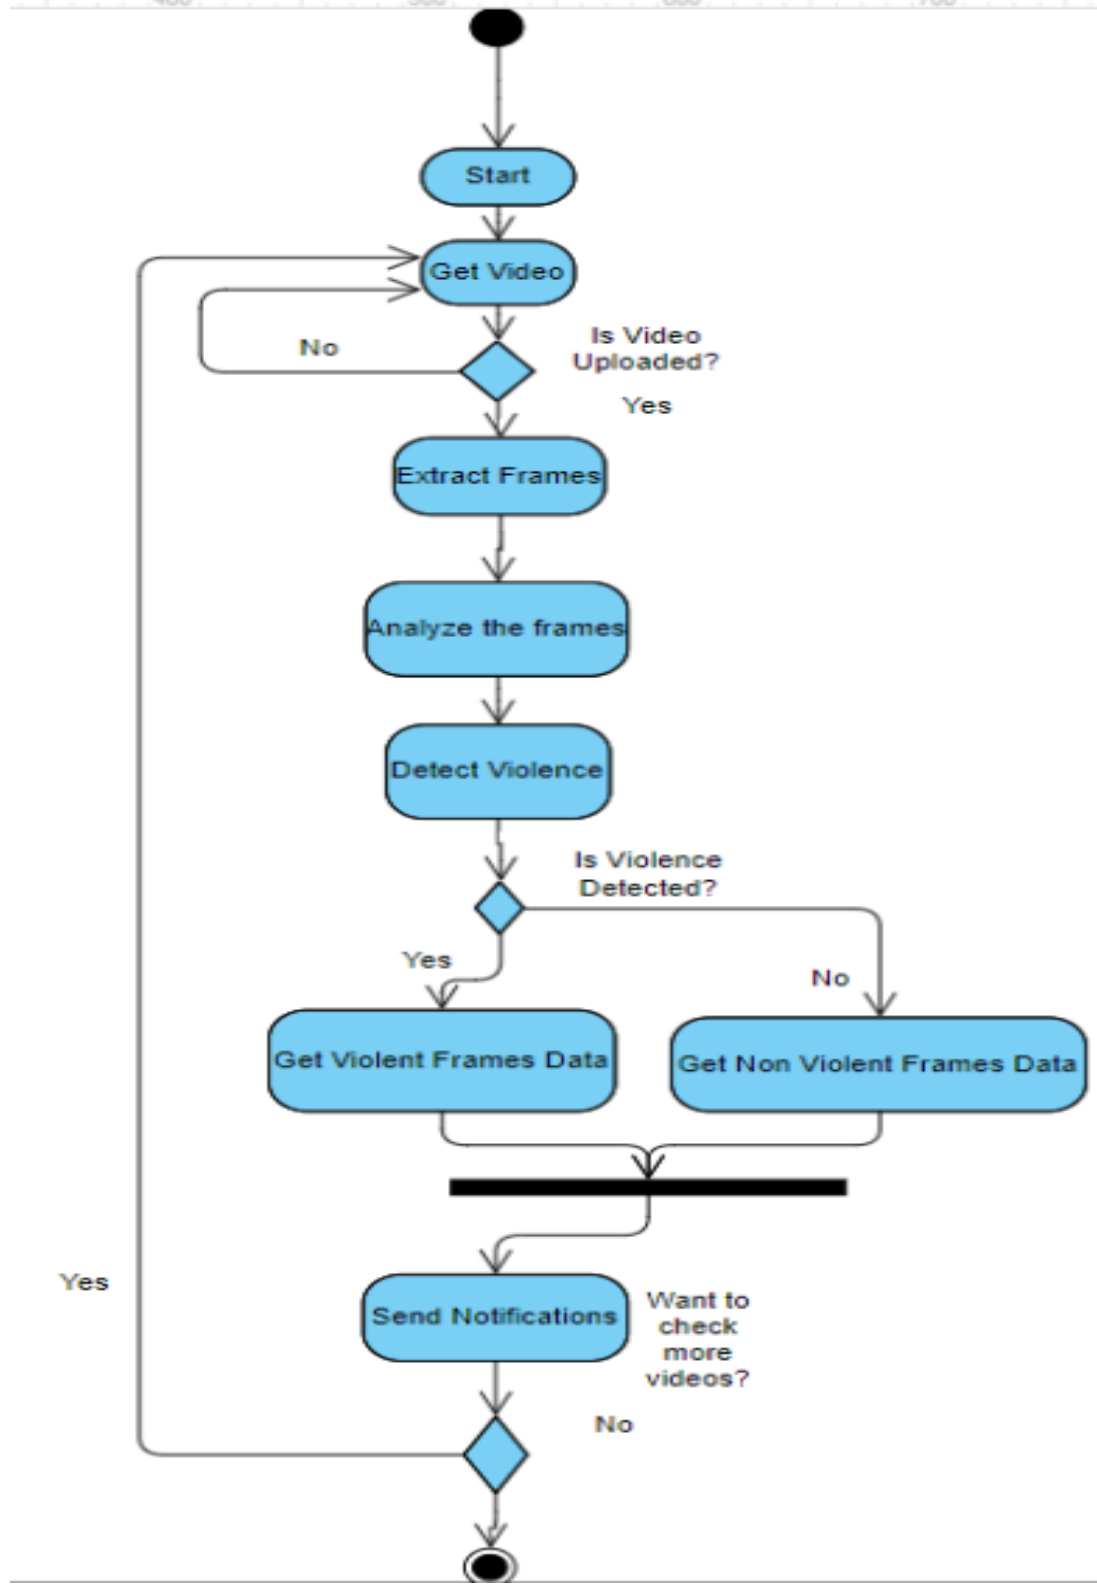 Start
Get Video
No
Is Video
Uploaded?
Yes
Extract Frames
Analyze the frames
Detect Violence
Is Violence
Detected?
Yes
No
Get Violent Frames Data
Get Non Violent Frames Data
Yes
Send Notifications
Want to
check
more
videos?
No